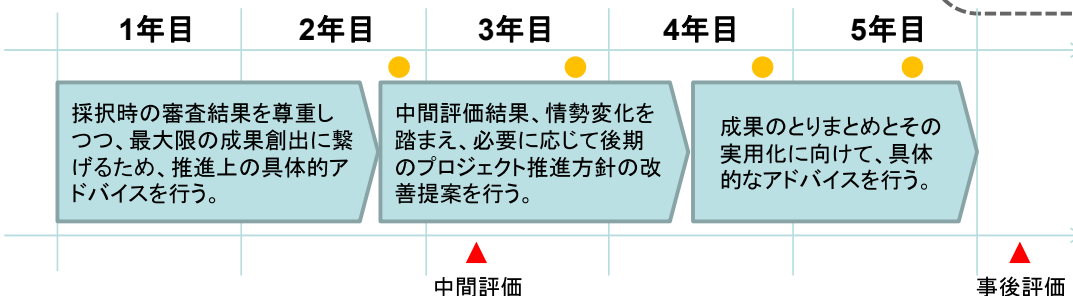 1年目
2年目
3年目
4年目
5年目
採択時の審査結果を尊重し
つつ、最大限の成果創出に繋
げるため、推進上の具体的ア
ドバイスを行う。
中間評価結果、情勢変化を
踏まえ、必要に応じて後期
のプロジェクト推進方針の改
善提案を行う。
成果のとりまとめとその
実用化に向けて、具体
的なアドバイスを行う。
中間評価
事後評価